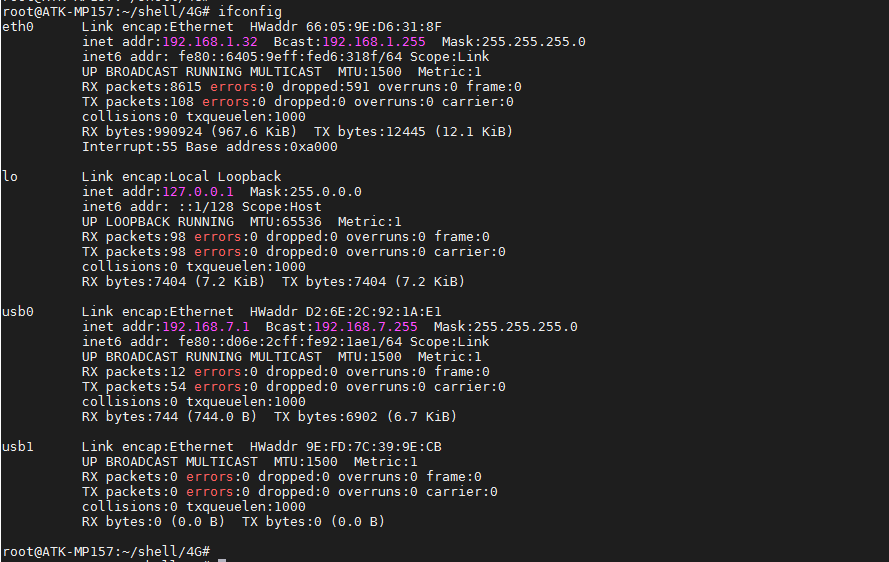 root@ATK-MP157:~/shell/4G#
root@ATK-MP157:~/shell/4G# ifconfig
eth0      Link encap:Ethernet  HWaddr 66:05:9E:D6:31:8F
          inet addr:192.168.1.32  Bcast:192.168.1.255  Mask:255.255.255.0
          inet6 addr: fe80::6405:9eff:fed6:318f/64 Scope:Link
          UP BROADCAST RUNNING MULTICAST  MTU:1500  Metric:1
          RX packets:8615 errors:0 dropped:591 overruns:0 frame:0
          TX packets:108 errors:0 dropped:0 overruns:0 carrier:0
          collisions:0 txqueuelen:1000
          RX bytes:990924 (967.6 KiB)  TX bytes:12445 (12.1 KiB)
          Interrupt:55 Base address:0xa000
lo        Link encap:Local Loopback
          inet addr:127.0.0.1  Mask:255.0.0.0
          inet6 addr: ::1/128 Scope:Host
          UP LOOPBACK RUNNING  MTU:65536  Metric:1
          RX packets:98 errors:0 dropped:0 overruns:0 frame:0
          TX packets:98 errors:0 dropped:0 overruns:0 carrier:0
          collisions:0 txqueuelen:1000
          RX bytes:7404 (7.2 KiB)  TX bytes:7404 (7.2 KiB)
usb0      Link encap:Ethernet  HWaddr D2:6E:2C:92:1A:E1
          inet addr:192.168.7.1  Bcast:192.168.7.255  Mask:255.255.255.0
          inet6 addr: fe80::d06e:2cff:fe92:1ae1/64 Scope:Link
          UP BROADCAST RUNNING MULTICAST  MTU:1500  Metric:1
          RX packets:12 errors:0 dropped:0 overruns:0 frame:0
          TX packets:54 errors:0 dropped:0 overruns:0 carrier:0
          collisions:0 txqueuelen:1000
          RX bytes:744 (744.0 B)  TX bytes:6902 (6.7 KiB)
usb1      Link encap:Ethernet  HWaddr 9E:FD:7C:39:9E:CB
          UP BROADCAST MULTICAST  MTU:1500  Metric:1
          RX packets:0 errors:0 dropped:0 overruns:0 frame:0
          TX packets:0 errors:0 dropped:0 overruns:0 carrier:0
          collisions:0 txqueuelen:1000
          RX bytes:0 (0.0 B)  TX bytes:0 (0.0 B)
root@ATK-MP157:~/shell/4G#